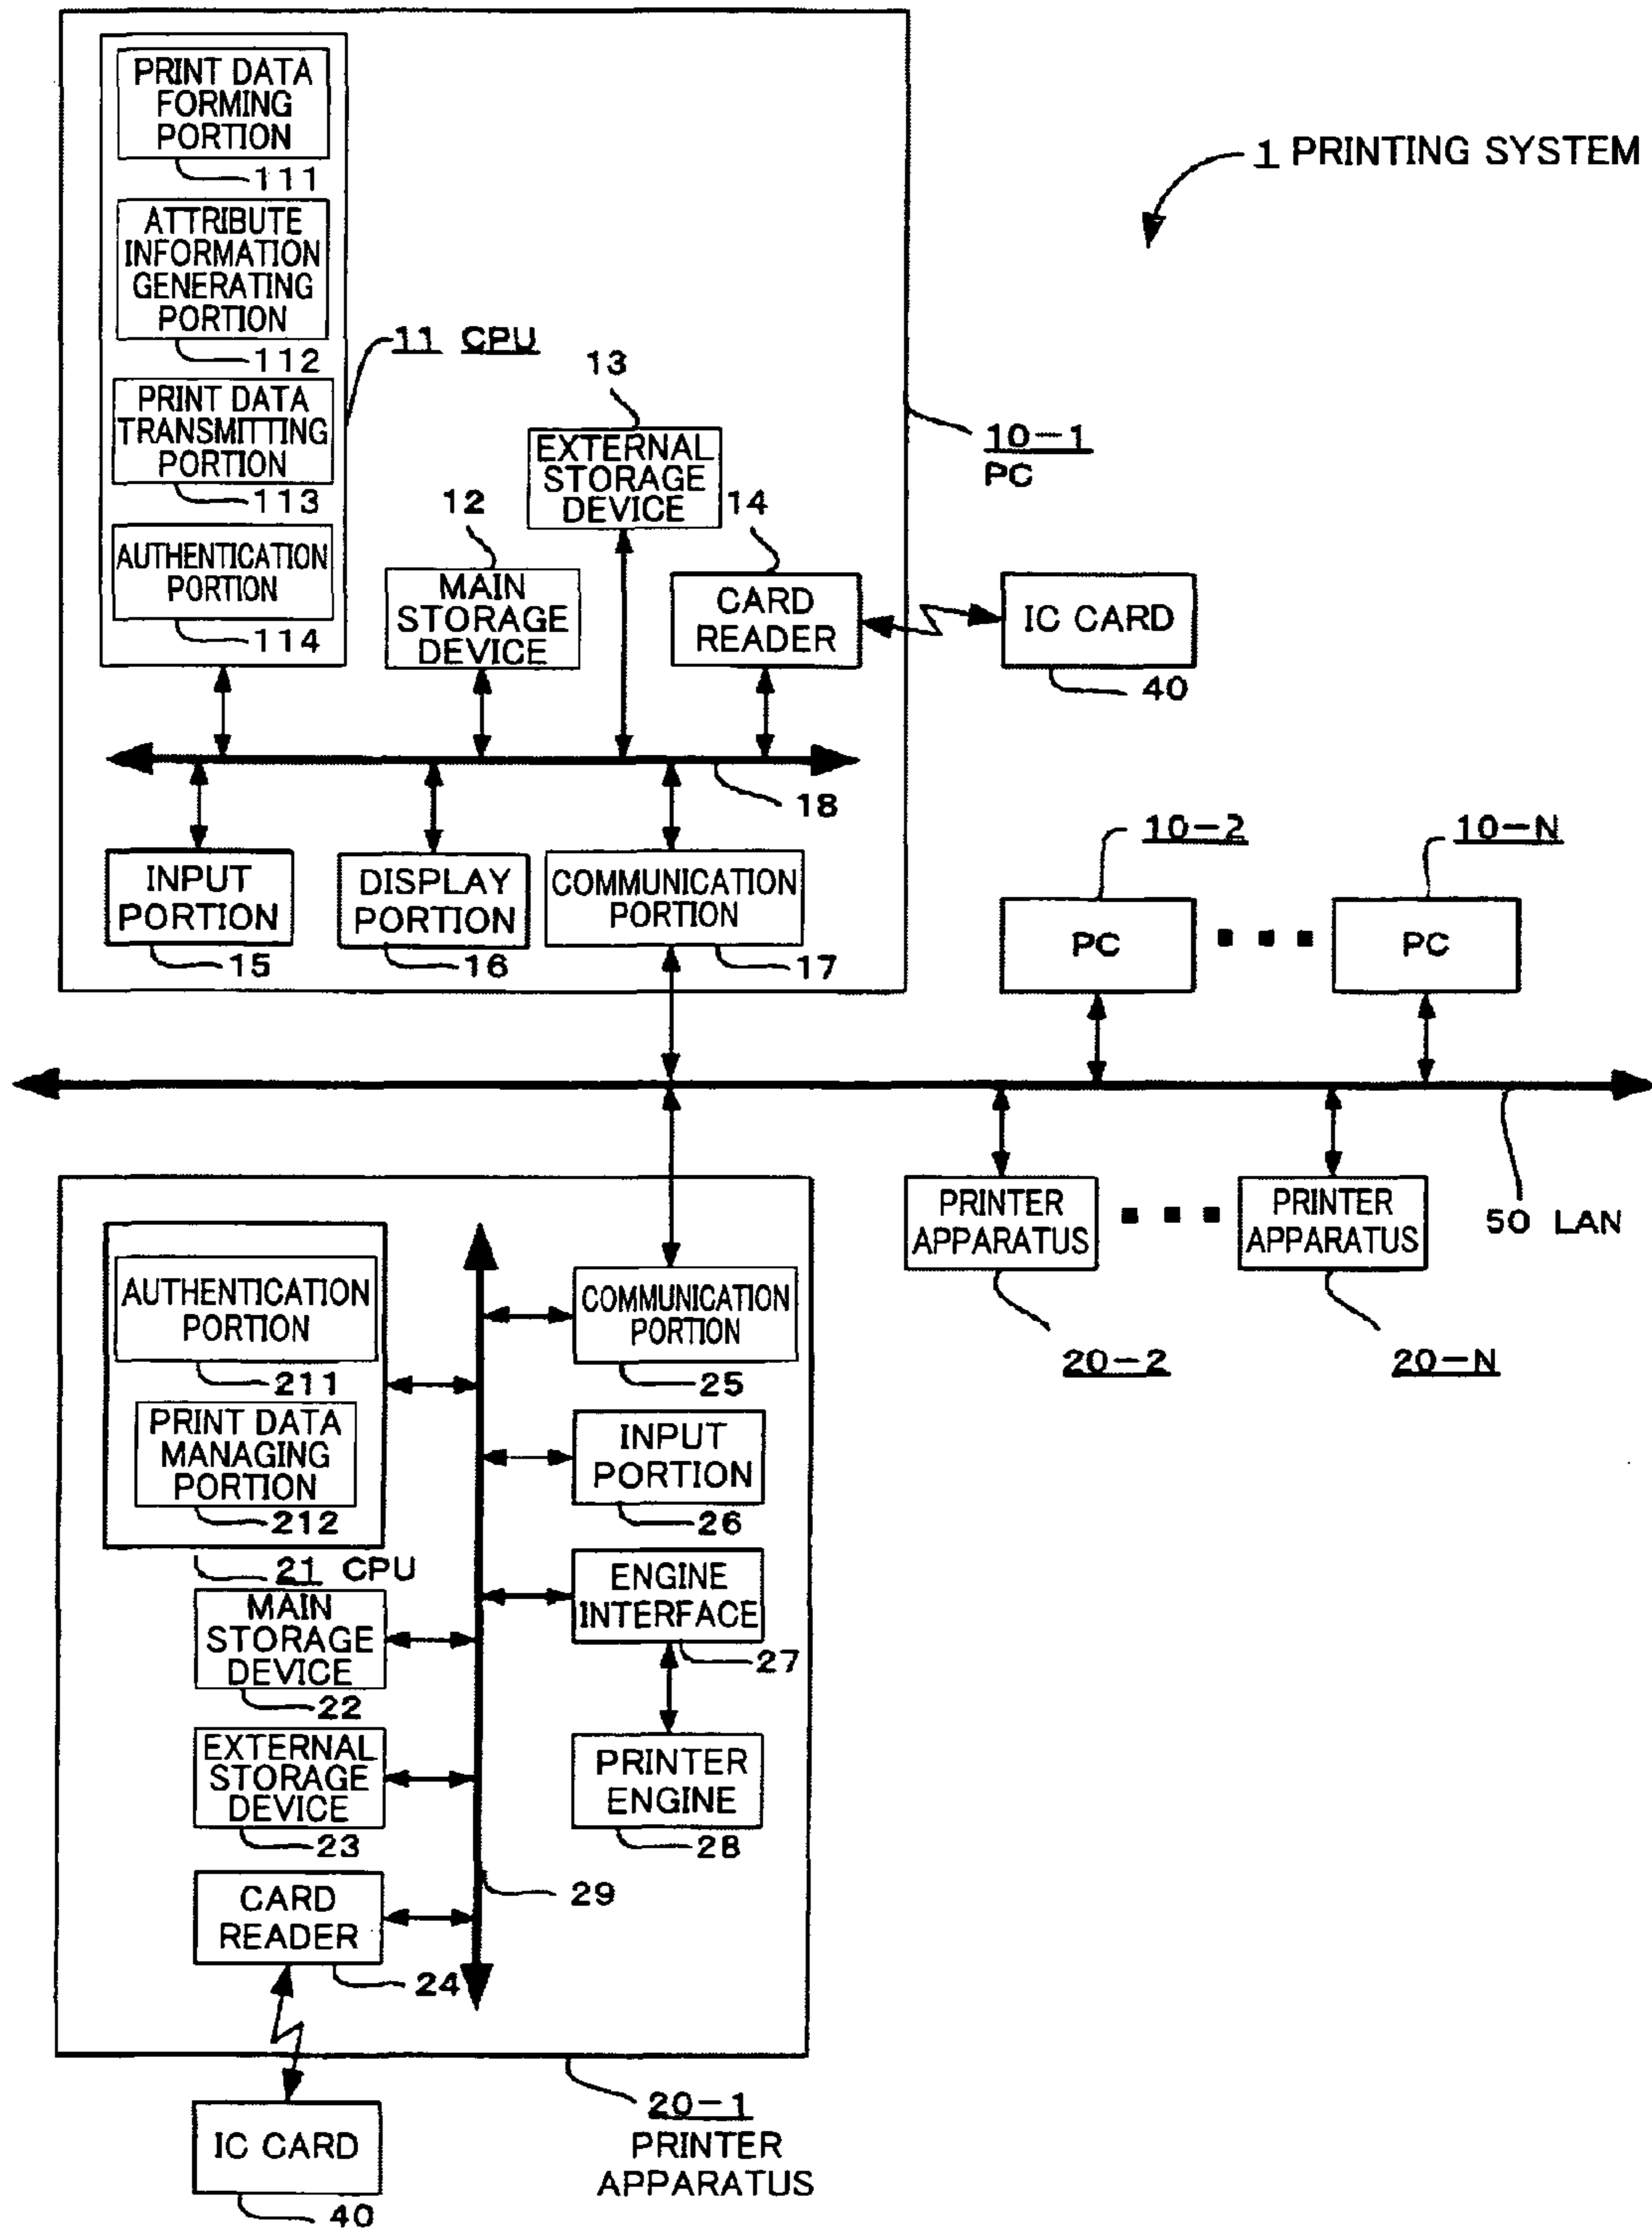 PRINT DATA
FORMING
PORTION
111
1 PRINTING SYSTEM
ATTRIBUTE
INFORMATION
GENERATING
PORTION
112
11 CPU
PRINT DATA
TRANSMITTING
PORTION
113
AUTHENTICATION
PORTION
114
13
EXTERNAL
STORAGE
DEVICE
10-1
PC
12
MAIN
STORAGE
DEVICE
14
CARD
READER
IC CARD
40
18
INPUT
PORTION
15
DISPLAY
PORTION
16
COMMUNICATION
PORTION
17
10-2
PC
10-N
PC
50 LAN
PRINTER
APPARATUS
20-2
PRINTER
APPARATUS
20-N
AUTHENTICATION
PORTION
211
PRINT DATA
MANAGING
PORTION
212
21 CPU
MAIN
STORAGE
DEVICE
22
EXTERNAL
STORAGE
DEVICE
23
CARD
READER
24
COMMUNICATION
PORTION
25
INPUT
PORTION
26
ENGINE
INTERFACE
27
PRINTER
ENGINE
28
29
20-1
PRINTER
APPARATUS
IC CARD
40